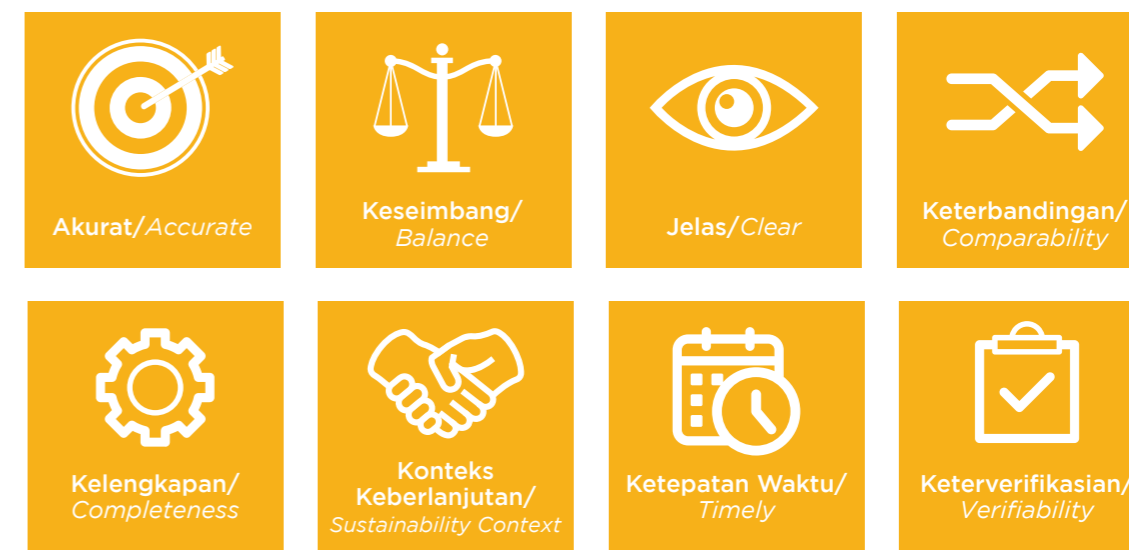 Akurat/Accurate
Keseimbang/
Balance
Jelas/Clear
Keterbandingan/
Comparability
Kelengkapan/
Completeness
Konteks
Keberlanjutan/
Sustainability Context
Ketepatan Waktu/
Timely
Keterverifikasian/
Verifiability